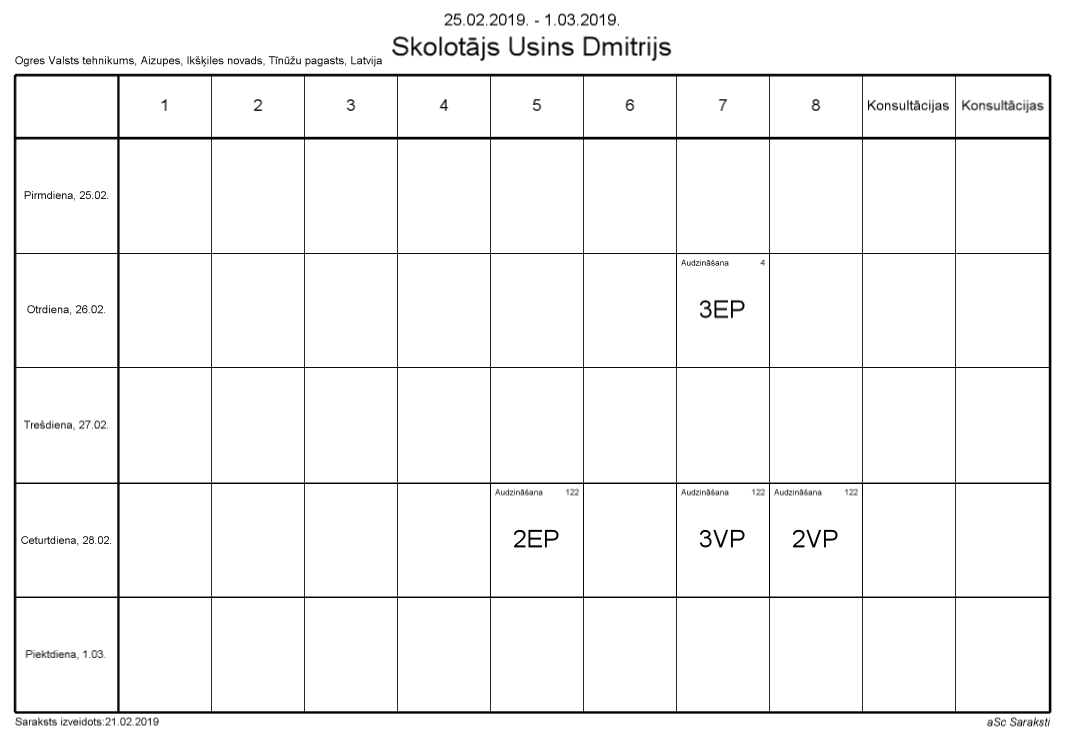 25.02.2019. - 1.03.2019.
Skolotājs Usins Dmitrijs
Ogres Valsts tehnikums, Aizupes, Ikšķiles novads, Tīnūžu pagasts, Latvija
1 2 3 4 5 6 7 8 Konsultācijas Konsultācijas
Pirmdiena, 25.02.
Audzināšana 4
Otrdiena, 26.02. 3EP
Trešdiena, 27.02.
Audzināšana 122 Audzināšana 122 Audzināšana 122
Ceturtdiena, 28.02. 2EP 3VP 2VP
Piektdiena, 1.03.
Saraksts izveidots:21.02.2019 aSc Saraksti